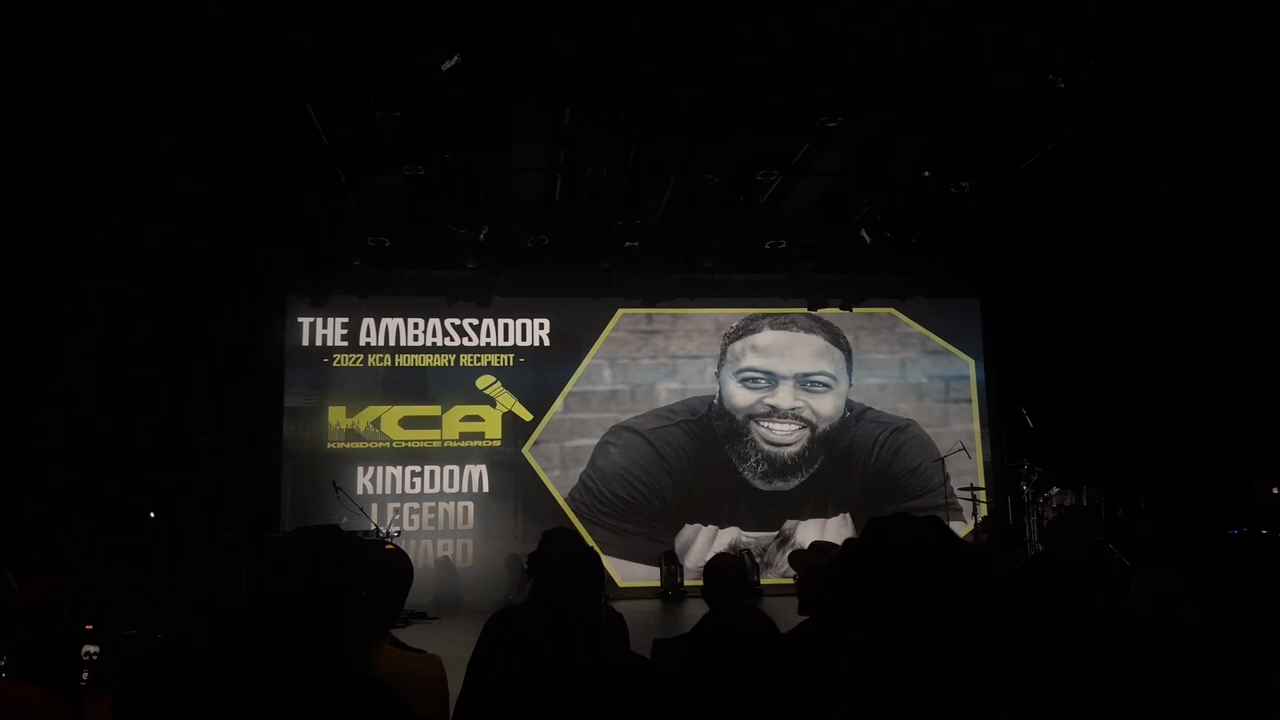 THE AMBASSADOR
- 2022 KCA HONORARY RECIPIENT -
KCA
KINGDOM CHOICE AWARDS
KINGDOM
LEGEND